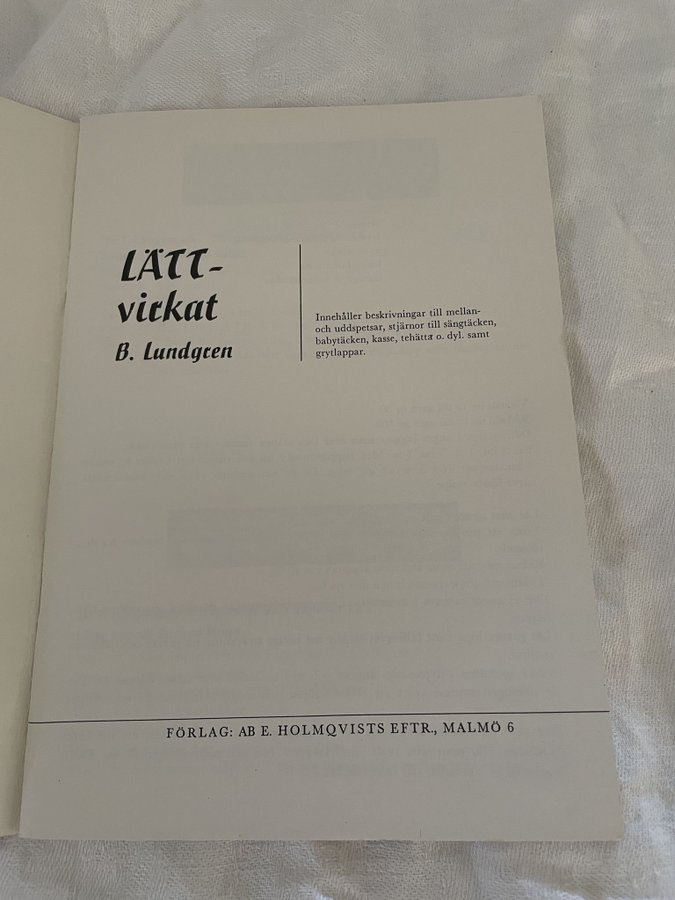 LÄTT-
virkat
B. Lundgren
Innehåller beskrivningar till mellan-
och uddspetsar, stjärnor till sängtäcken,
babytäcken, kasse, tehätta o. dyl. samt
grytlappar.
FÖRLAG: AB E. HOLMQVISTS EFTR., MALMÖ 6